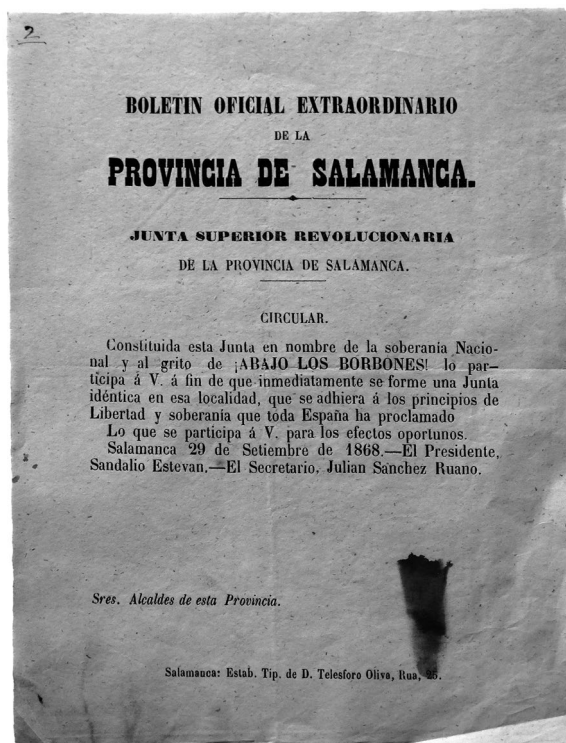 2
BOLETIN OFICIAL EXTRAORDINARIO
DE LA
PROVINCIA DE SALAMANCA.
JUNTA SUPERIOR REVOLUCIONARIA
DE LA PROVINCIA DE SALAMANCA.
CIRCULAR.
Constituida esta Junta en nombre de la soberania Nacio-
nal y al grito de ¡ABAJO LOS BORBONES! lo par-
ticipa á V. á fin de que inmediatamente se forme una Junta
idéntica en esa localidad, que se adhiera á los principios de
Libertad y soberania que toda España ha proclamado
Lo que se participa á V. para los efectos oportunos.
Salamanca 29 de Setiembre de 1868.—El Presidente,
Sandalio Estevan.—El Secretario, Julian Sanchez Ruano.
Sres. Alcaldes de esta Provincia.
Salamanca: Estab. Tip. de D. Telesforo Oliva, Rua, 25.